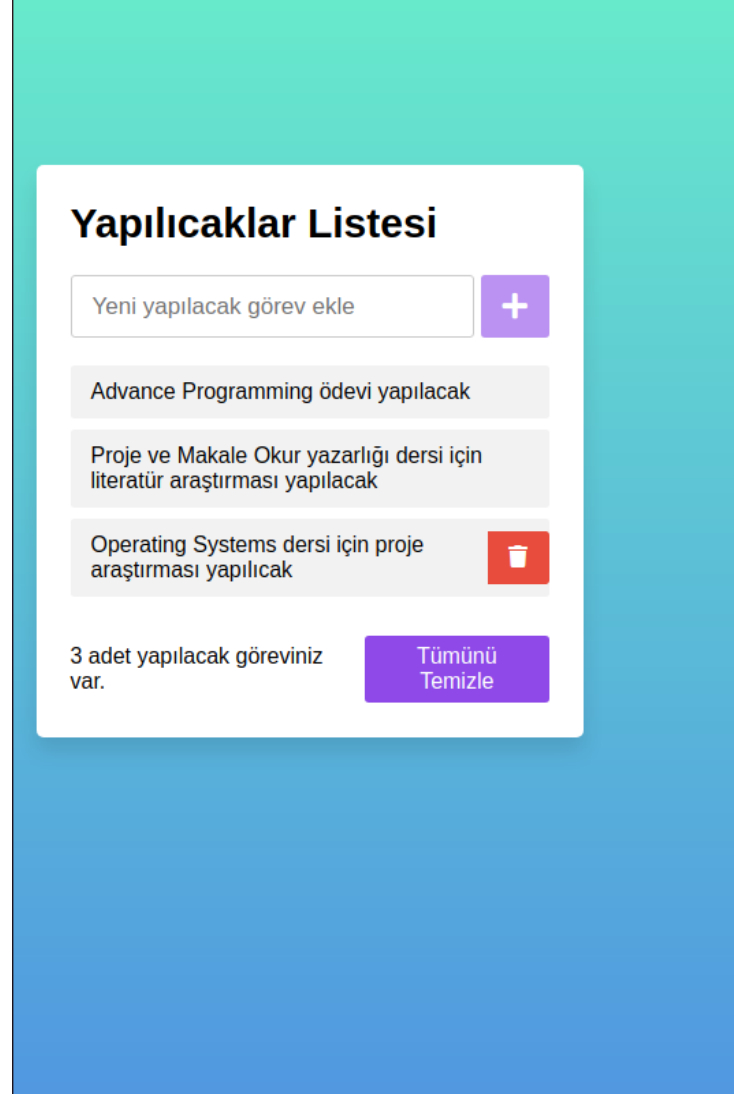 Yapılıcaklar Listesi
Yeni yapılacak görev ekle
Advance Programming ödevi yapılacak
Proje ve Makale Okur yazarlığı dersi için
literatür araştırması yapılacak
Operating Systems dersi için proje
araştırması yapılıcak
3 adet yapılacak göreviniz
var.
Tümünü
Temizle